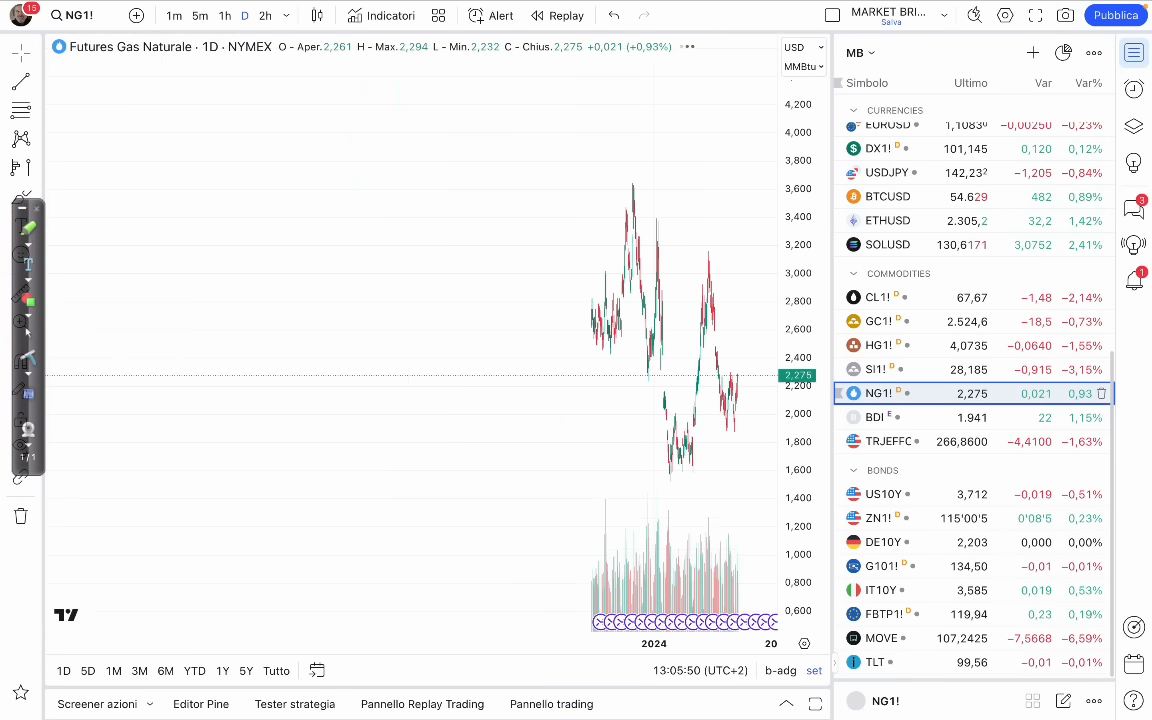 15
NG1!
1m 5m 1h D 2h
Indicatori
Alert
Replay
MARKET BRI...
Salva
Pubblica
Futures Gas Naturale · 1D · NYMEX O - Aper.2,261 H - Max.2,294 L - Min.2,232 C - Chius.2,275 +0,021 (+0,93%)
USD
MMBtu
4,200
4,000
3,800
3,600
3,400
3,200
3,000
2,800
2,600
2,400
2,275
2,200
2,000
1,800
1,600
1,400
1,200
1,000
0,800
0,600
2024
20
1/1
1D 5D 1M 3M 6M YTD 1Y 5Y Tutto
13:05:50 (UTC+2)
b-adg
set
Screener azioni
Editor Pine
Tester strategia
Pannello Replay Trading
Pannello trading
MB
Simbolo Ultimo Var Var%
CURRENCIES
EURUSD 1,1083⁰ −0,00250 −0,23%
DX1! D 101,145 0,120 0,12%
USDJPY 142,23² −1,205 −0,84%
BTCUSD 54.629 482 0,89%
ETHUSD 2.305,2 32,2 1,42%
SOLUSD 130,6171 3,0752 2,41%
COMMODITIES
CL1! D 67,67 −1,48 −2,14%
GC1! D 2.524,6 −18,5 −0,73%
HG1! D 4,0735 −0,0640 −1,55%
SI1! D 28,185 −0,915 −3,15%
NG1! D 2,275 0,021 0,93
BDI E 1.941 22 1,15%
TRJEFFC 266,8600 −4,4100 −1,63%
BONDS
US10Y 3,712 −0,019 −0,51%
ZN1! D 115'00'5 0'08'5 0,23%
DE10Y 2,203 0,000 0,00%
G101! D 134,50 −0,01 −0,01%
IT10Y 3,585 0,019 0,53%
FBTP1! D 119,94 0,23 0,19%
MOVE 107,2425 −7,5668 −6,59%
TLT 99,56 −0,01 −0,01%
NG1!
3
1